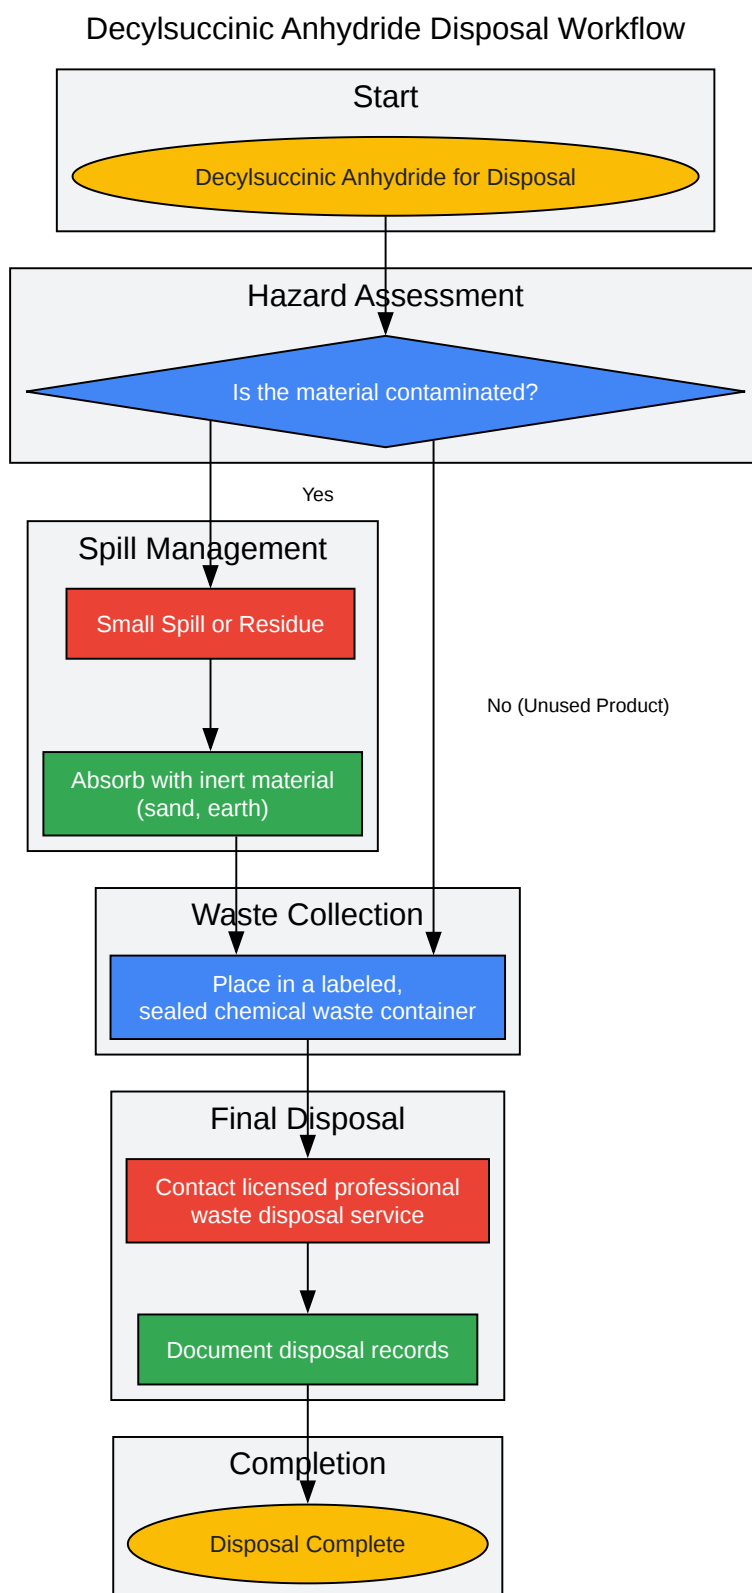 Decylsuccinic Anhydride Disposal Workflow
Start
Decylsuccinic Anhydride for Disposal
Hazard Assessment
Is the material contaminated?
Yes
Spill Management
Small Spill or Residue
No (Unused Product)
Absorb with inert material
(sand, earth)
Waste Collection
Place in a labeled,
sealed chemical waste container
Final Disposal
Contact licensed professional
waste disposal service
Document disposal records
Completion
Disposal Complete